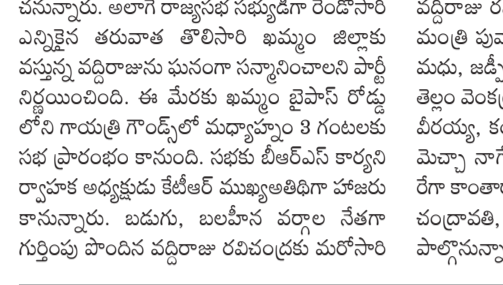 చనున్నారు. అలాగే రాజ్యసభ సభ్యుడిగా రెండోసారి
ఎన్నికైన తరువాత తొలిసారి ఖమ్మం జిల్లాకు
వస్తున్న వద్దిరాజును ఘనంగా సన్మానించాలని పార్టీ
నిర్ణయించింది. ఈ మేరకు ఖమ్మం బైపాస్ రోడ్డు
లోని గాయత్రి గౌండ్స్‌లో మధ్యాహ్నం 3 గంటలకు
సభ ప్రారంభం కానుంది. సభకు బీఆర్ఎస్ కార్యని
ర్వాహక అధ్యక్షుడు కేటీఆర్ ముఖ్యఅతిథిగా హాజరు
కానున్నారు. బడుగు, బలహీన వర్గాల నేతగా
గుర్తింపు పొందిన వద్దిరాజు రవిచంద్రకు మరోసారి
వద్దిరాజు
మంత్రి
మధు,
తెల్లం
వీరయ్య,
మెచ్చా
రేగా
చంద్రావతి,